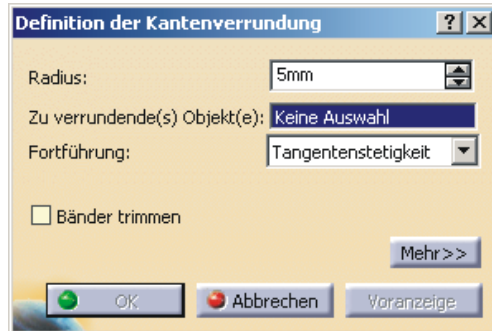 Definition der Kantenverrundung ? X
Radius: 5mm
Zu verrundende(s) Objekt(e): Keine Auswahl
Fortführung: Tangentenstetigkeit
Bänder trimmen
Mehr>>
OK Abbrechen Voranzeige